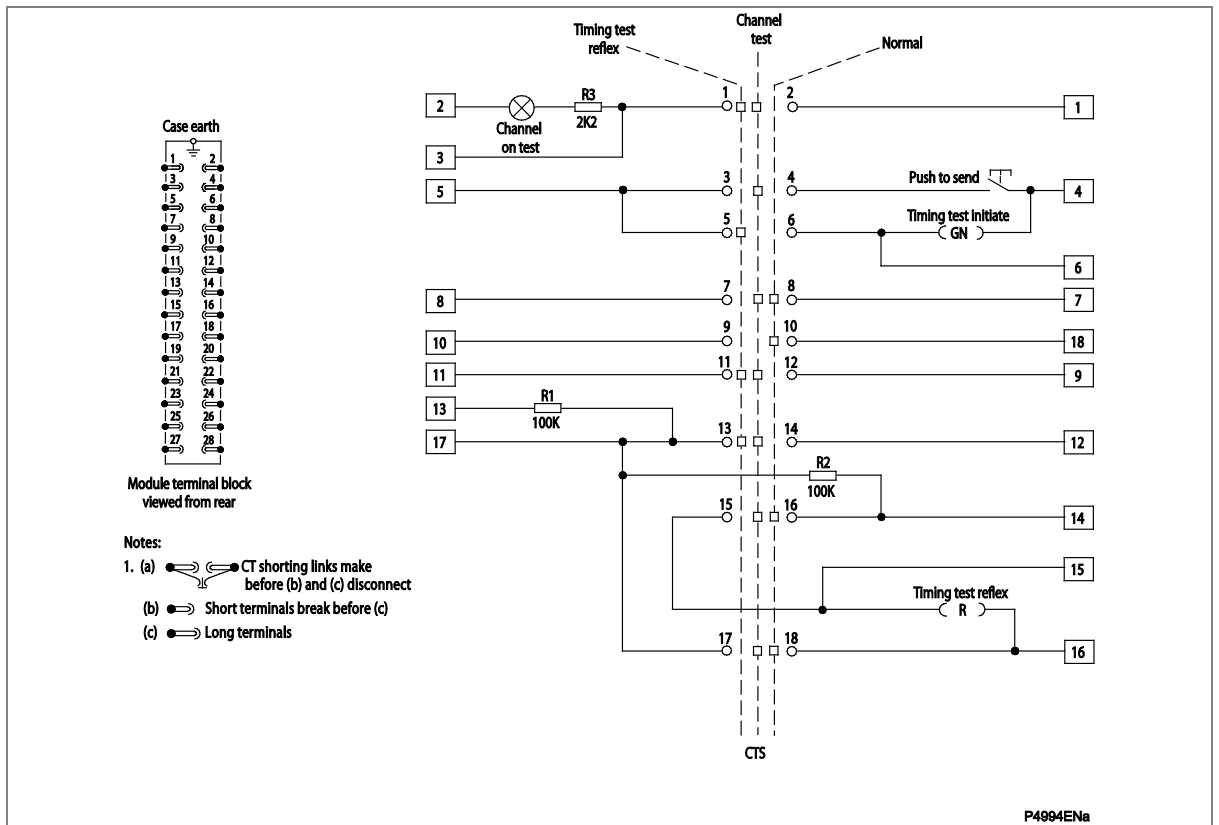 Timing test
reflex
Channel
test
Normal
Case earth
1 2
3 4
5 6
7 8
9 10
11 12
13 14
15 16
17 18
19 20
21 22
23 24
25 26
27 28
Module terminal block
viewed from rear
Notes:
1. (a) CT shorting links make
before (b) and (c) disconnect
(b) Short terminals break before (c)
(c) Long terminals
2 R3 1 2 1
2K2
Channel
on test
3
5 3 4 Push to send 4
5 6 Timing test initiate
GN
6
8 7 8 7
10 9 10 18
11 11 12 9
13 R1
100K
17 13 14 12
R2
100K
15 16 14
15
Timing test reflex
R
17 18 16
CTS
P4994ENa